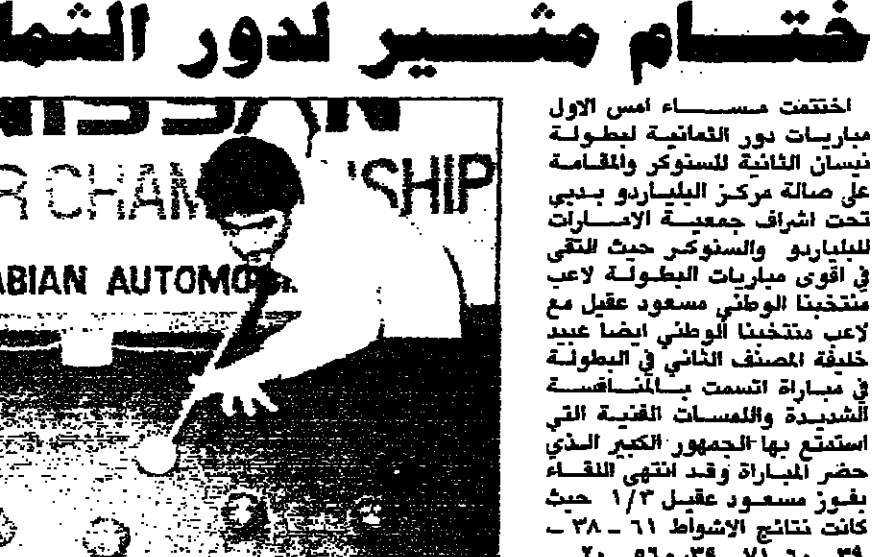 ختام مثير لدور الثما
اختتمت مساء امس الاول
مباريات دور الثمانية لبطولة
نيسان الثانية للسنوكر والمقامة
على صالة مركز البلياردو بدبي
تحت اشراف جمعية الامارات
للبلياردو والسنوكر حيث التقى
في اقوى مباريات البطولة لاعب
منتخبنا الوطني مسعود عقيل مع
لاعب منتخبنا الوطني ايضا عبيد
خليفة المصنف الثاني في البطولة
في مباراة اتسمت بالمنافسة
الشديدة واللمسات الفنية التي
استمتع بها الجمهور الكبير الذي
حضر المباراة وقد انتهى اللقاء
بفوز مسعود عقيل ١/٣ حيث
كانت نتائج الاشواط ٦١ - ٣٨ -
NISSAN
R CHAM SHIP
ABIAN AUTOMO